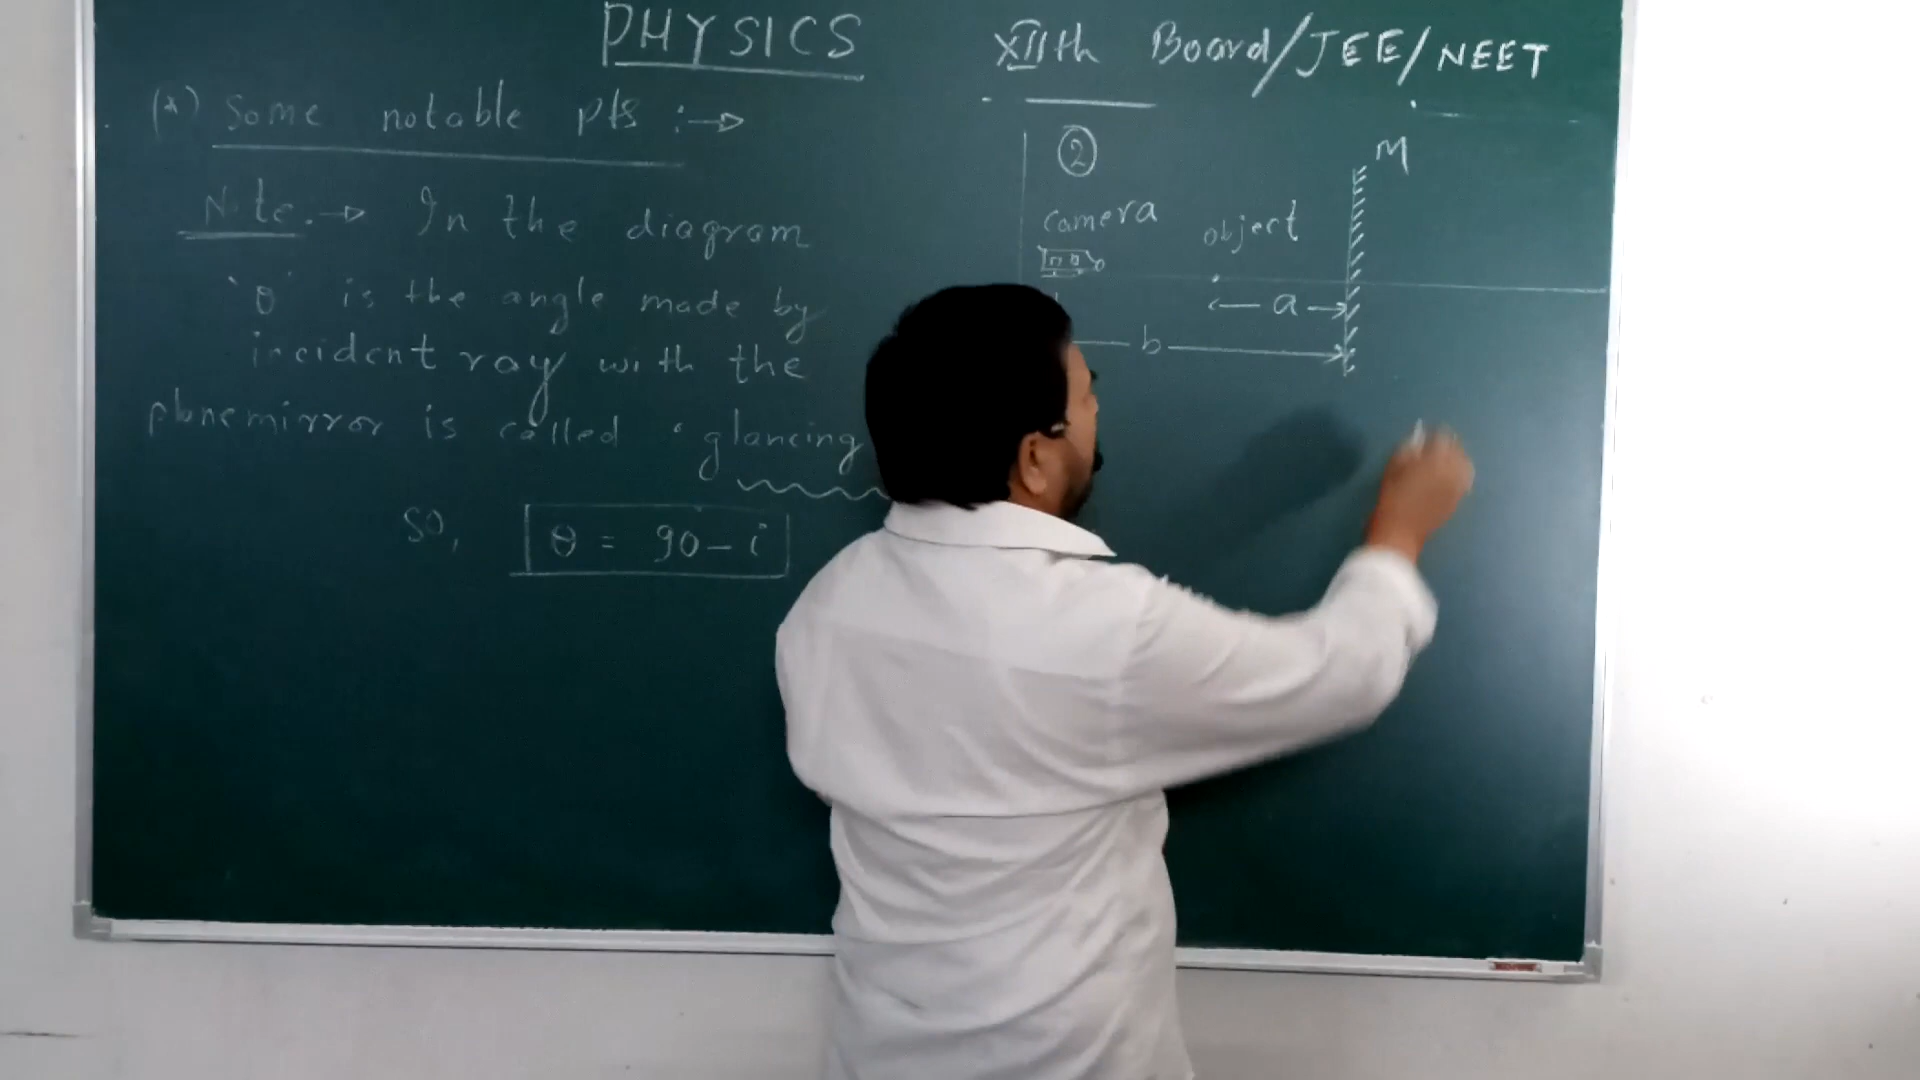 PHYSICS
XIIth Board/JEE/NEET
(*) Some notable pts :→
Note.→ In the diagram
'θ' is the angle made by
incident ray with the
plane mirror is called 'glancing
so, θ = 90 - i
②
M
camera
object
a
b